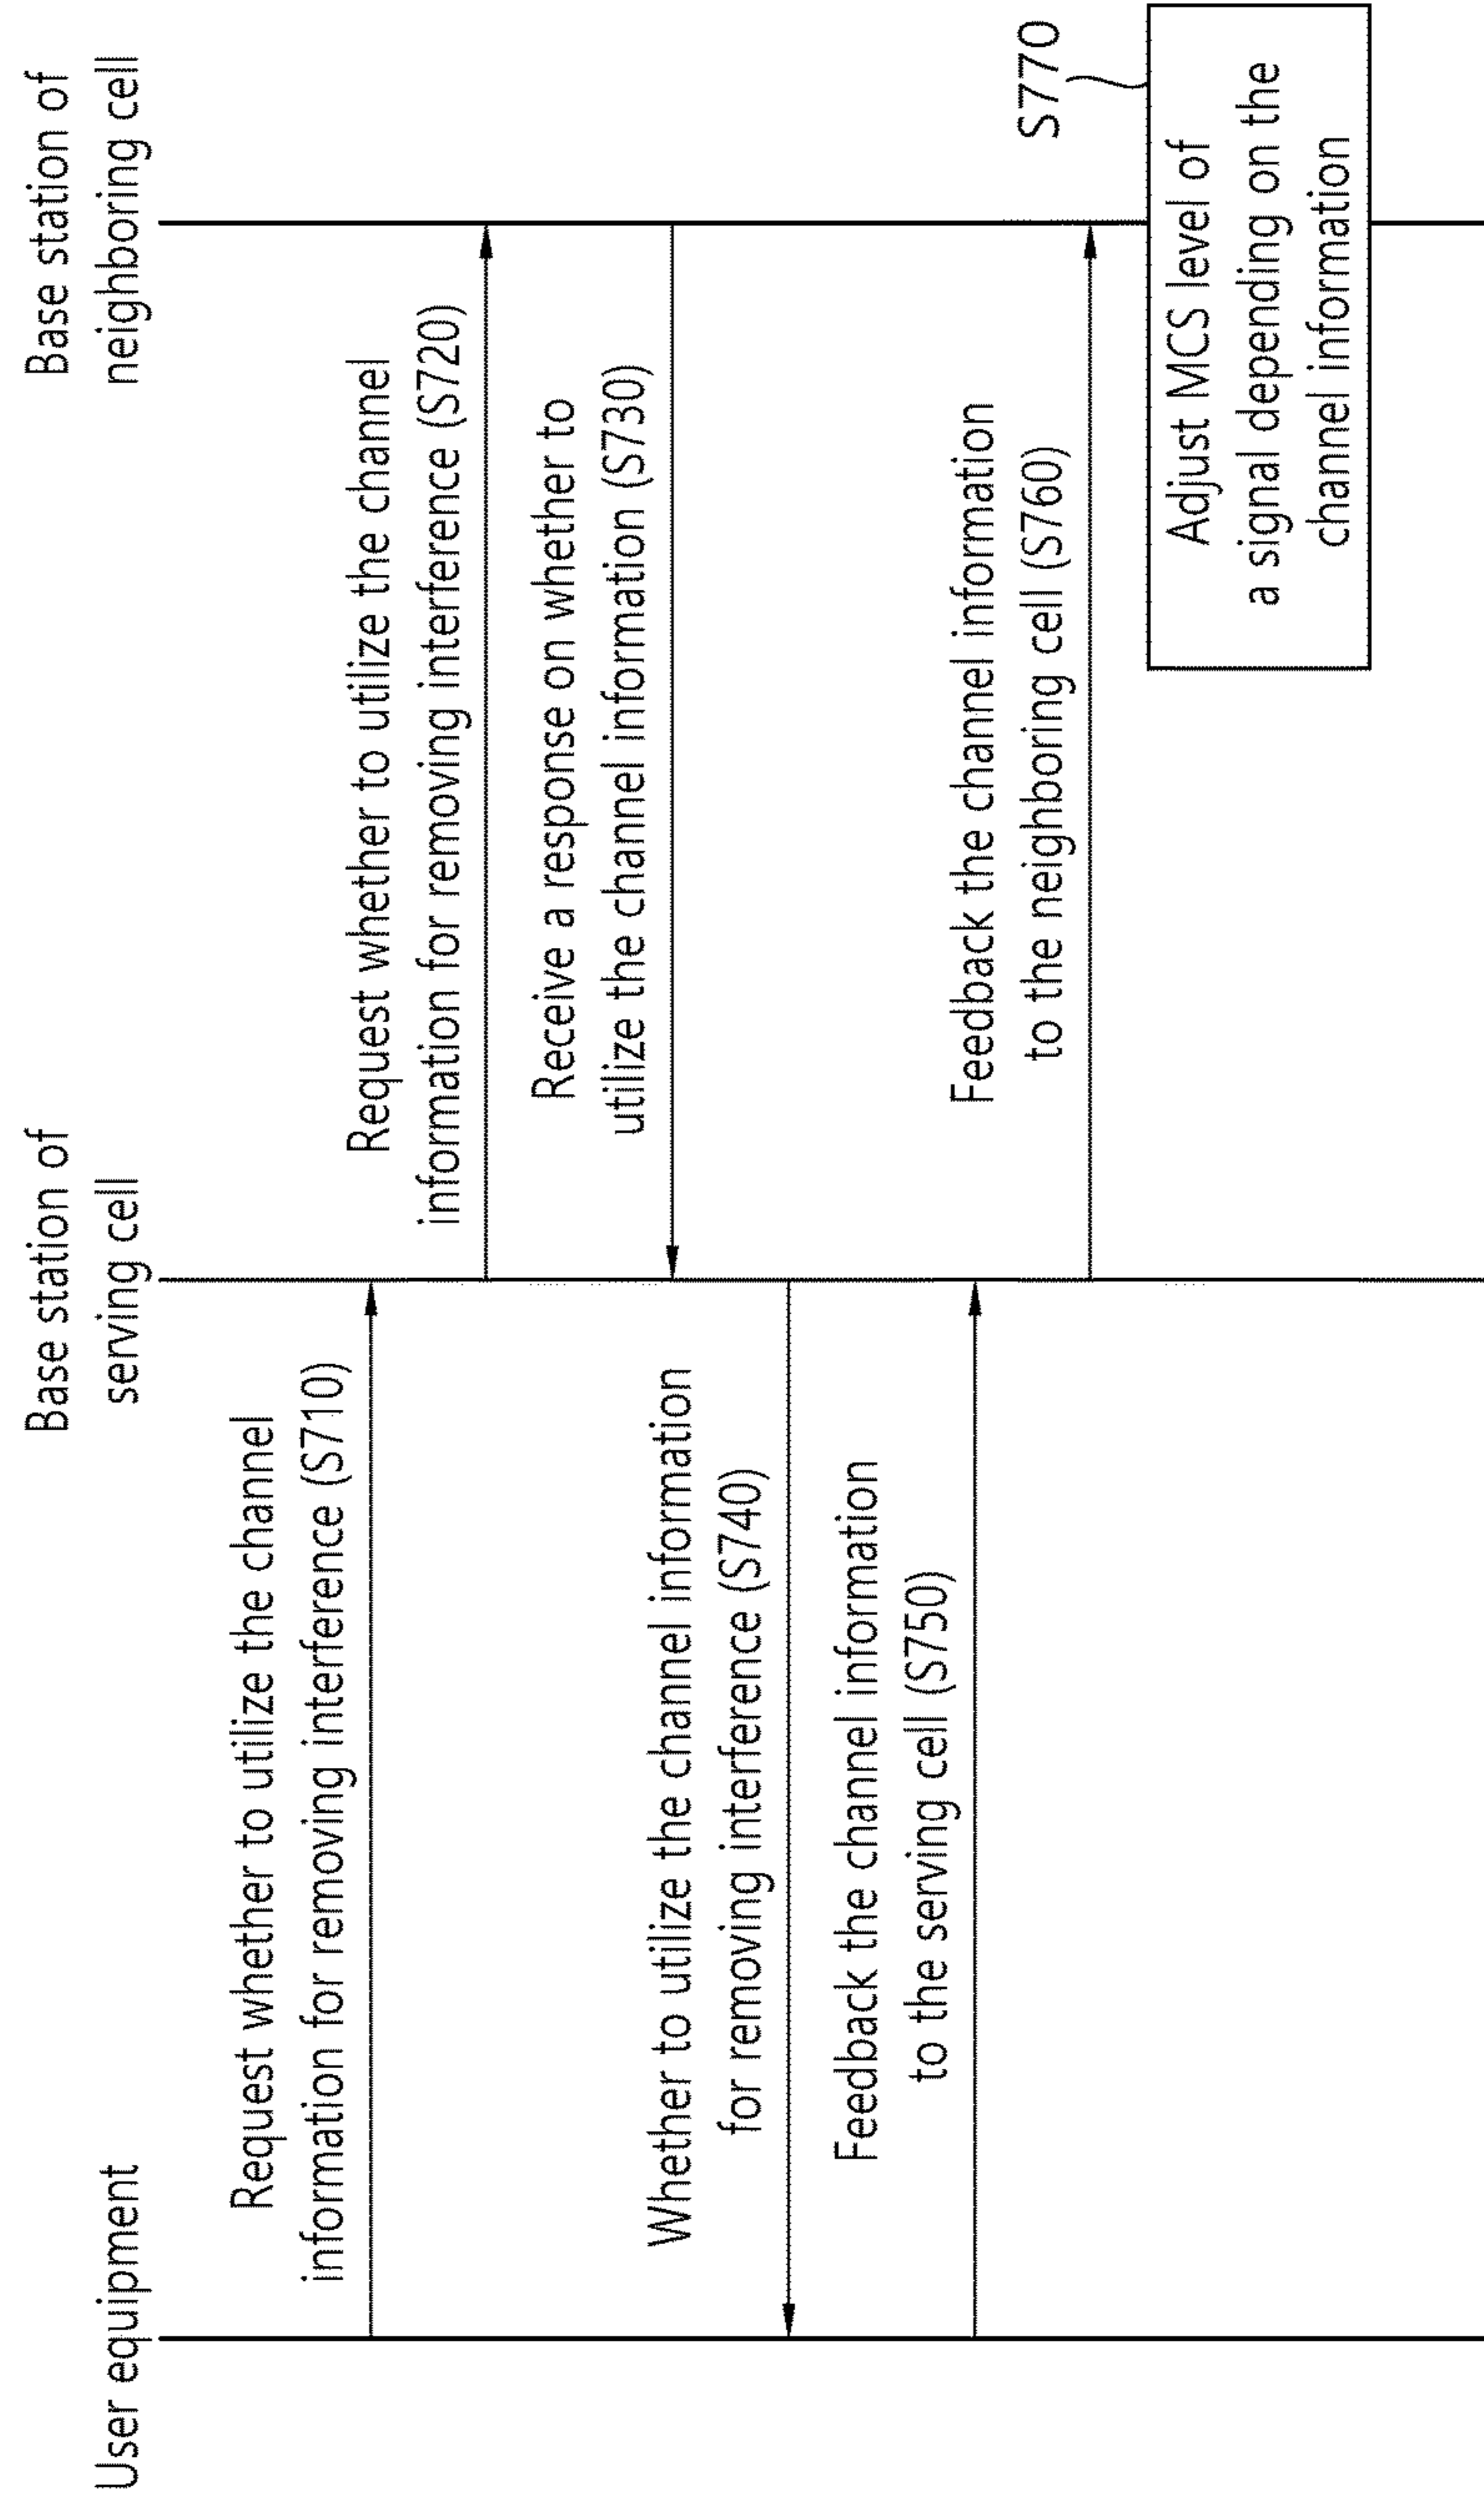 User equipment
Base station of
serving cell
Base station of
neighboring cell
Request whether to utilize the channel
information for removing interference (S710)
Request whether to utilize the channel
information for removing interference (S720)
Receive a response on whether to
utilize the channel information (S730)
Whether to utilize the channel information
for removing interference (S740)
Feedback the channel information
to the serving cell (S750)
Feedback the channel information
to the neighboring cell (S760)
S770
Adjust MCS level of
a signal depending on the
channel information